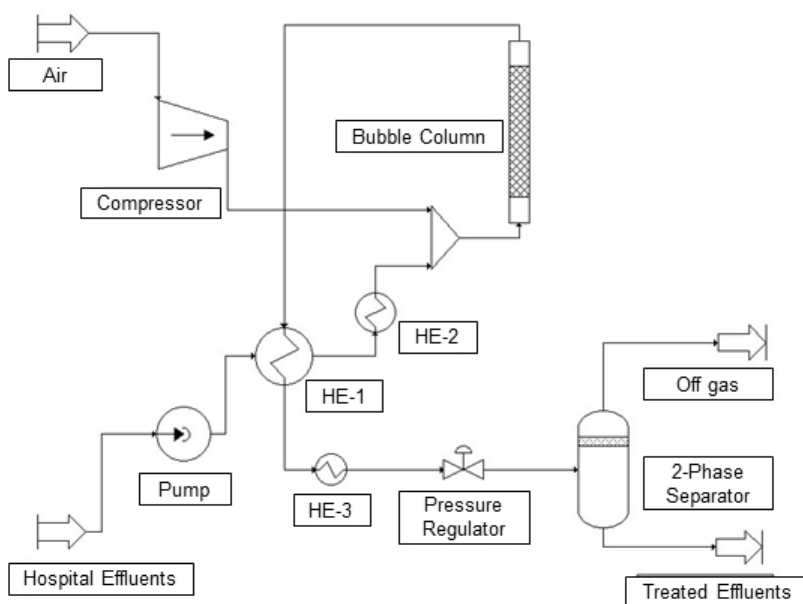 Air
Bubble Column
Compressor
HE-2
HE-1
Off gas
Pump
HE-3
Pressure
Regulator
2-Phase
Separator
Hospital Effluents
Treated Effluents